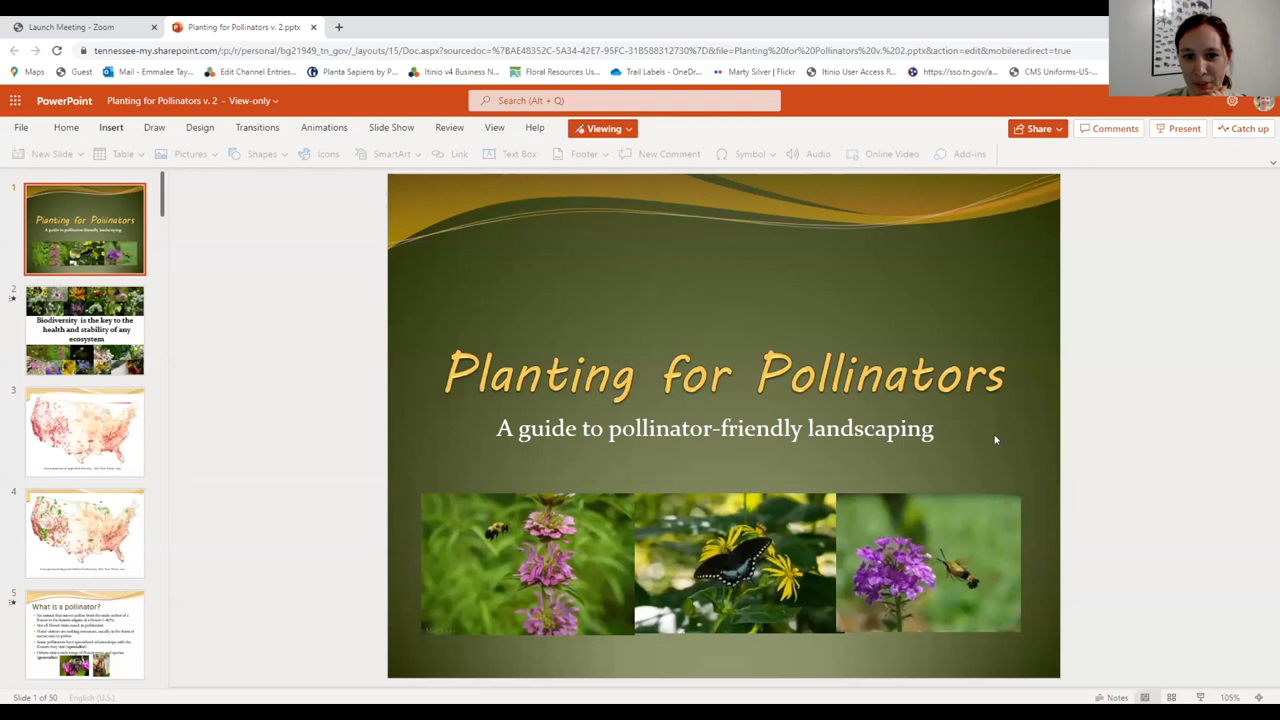 Launch Meeting - Zoom
Planting for Pollinators v. 2.pptx
tennessee-my.sharepoint.com/:p:/r/personal/bg21949_tn_gov/_layouts/15/Doc.aspx?sourcedoc=%7BAE48352C-5A34-42E7-95FC-31B588312730%7D&file=Planting%20for%20Pollinators%20v.%202.pptx&action=edit&mobileredirect=true
Maps Guest Mail - Emmalee Tay... Edit Channel Entries... Planta Sapiens by P... Itinio v4 Business N... Floral Resources Us... Trail Labels - OneDr... Marty Silver | Flickr Itinio User Access R... https://sso.tn.gov/a... CMS Uniforms-US-...
PowerPoint Planting for Pollinators v. 2 - View-only Search (Alt + Q)
File Home Insert Draw Design Transitions Animations Slide Show Review View Help Viewing Share Comments Present Catch up
New Slide Table Pictures Shapes Icons SmartArt Link Text Box Footer New Comment Symbol Audio Online Video Add-ins
1
Planting for Pollinators
A guide to pollinator-friendly landscaping
2
Biodiversity is the key to the
health and stability of any
ecosystem
3
4
5
What is a pollinator?
Planting for Pollinators
A guide to pollinator-friendly landscaping
Slide 1 of 50 English (U.S.) Notes 105%